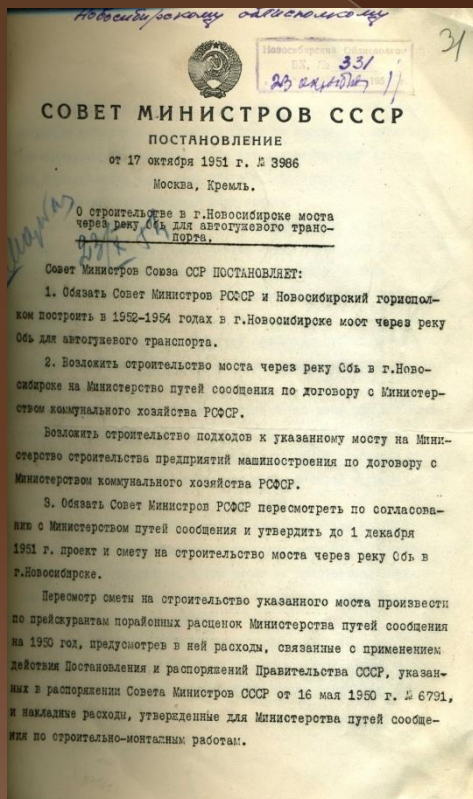 Новосибирскому облисполкому
31
Новосибирский Облисполком
ВХ. № 331
23 октября 195
СОВЕТ МИНИСТРОВ СССР
ПОСТАНОВЛЕНИЕ
от 17 октября 1951 г. № 3986
Москва, Кремль.
О строительстве в г.Новосибирске моста
через реку Обь для автогужевого транс-
порта.
Совет Министров Союза ССР ПОСТАНОВЛЯЕТ:
1. Обязать Совет Министров РСФСР и Новосибирский горисполком
ком построить в 1952-1954 годах в г.Новосибирске мост через реку
Обь для автогужевого транспорта.
2. Возложить строительство моста через реку Обь в г.Ново-
сибирске на Министерство путей сообщения по договору с Министер-
ством коммунального хозяйства РСФСР.
Возложить строительство подходов к указанному мосту на Мини-
стерство строительства предприятий машиностроения по договору с
Министерством коммунального хозяйства РСФСР.
3. Обязать Совет Министров РСФСР пересмотреть по согласова-
нию с Министерством путей сообщения и утвердить до 1 декабря
1951 г. проект и смету на строительство моста через реку Обь в
г.Новосибирске.
Пересмотр сметы на строительство указанного моста произвести
по прейскурантам порайонных расценок Министерства путей сообщения
на 1950 год, предусмотрев в ней расходы, связанные с применением
действия Постановления и распоряжений Правительства СССР, указан-
ных в распоряжении Совета Министров СССР от 16 мая 1950 г. № 6791,
и накладные расходы, утвержденные для Министерства путей сообще-
ния по строительно-монтажным работам.